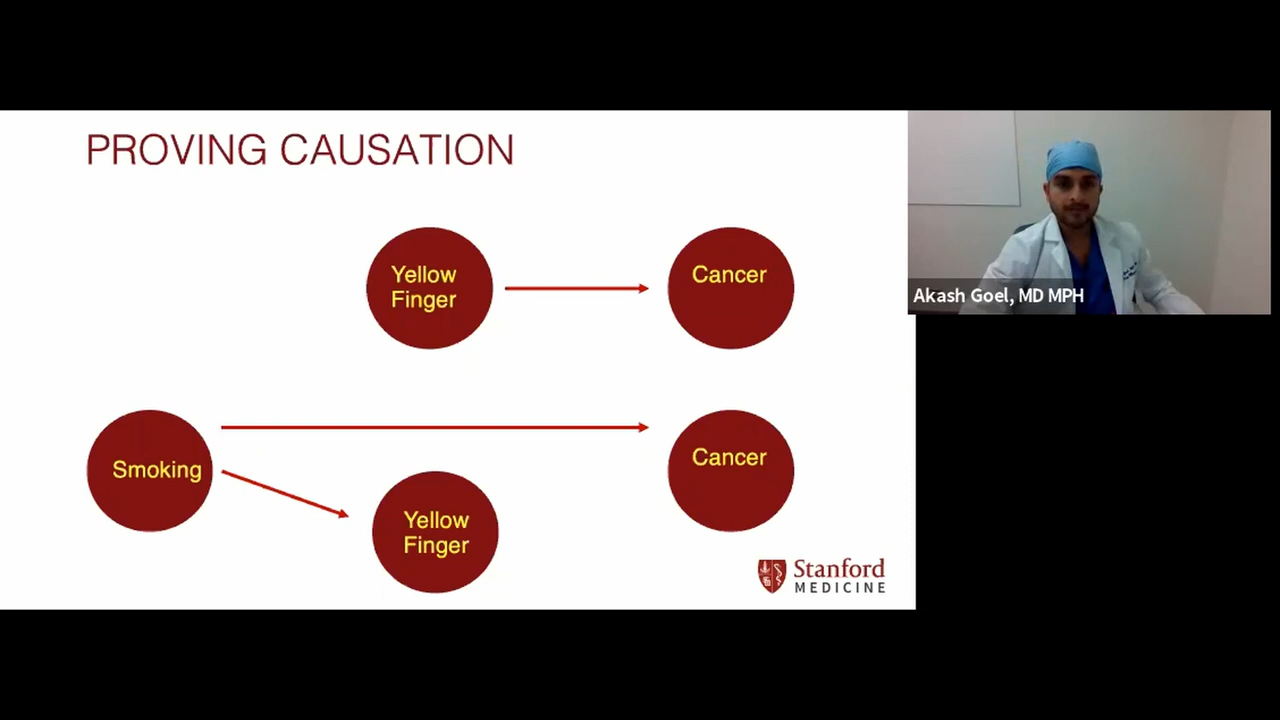 PROVING CAUSATION
Yellow
Finger
Cancer
Smoking
Cancer
Yellow
Finger
Stanford
MEDICINE
Akash Goel, MD MPH